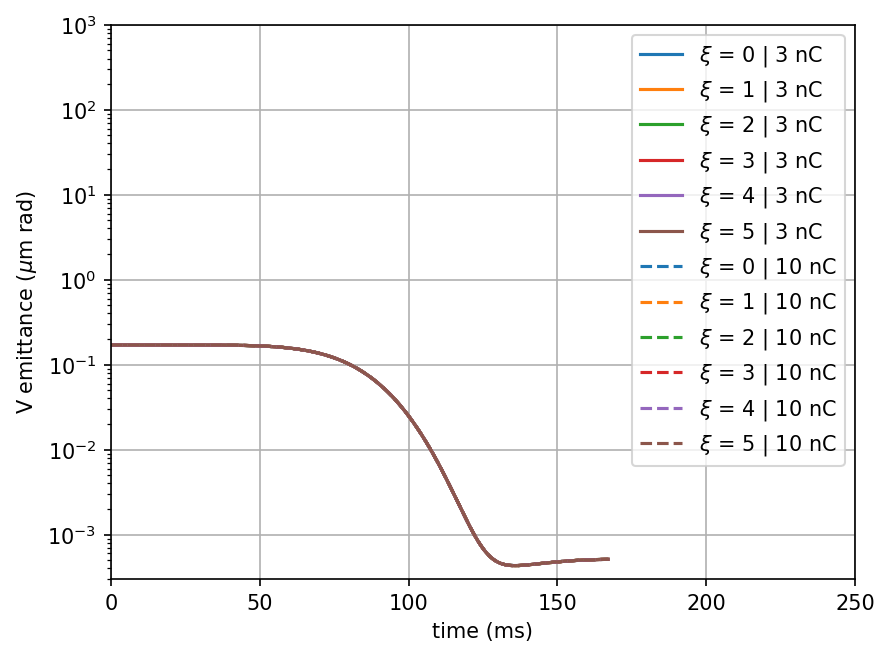 10³
10²
10¹
10⁰
10⁻¹
10⁻²
10⁻³
V emittance (μm rad)
0 50 100 150 200 250
time (ms)
ξ = 0 | 3 nC
ξ = 1 | 3 nC
ξ = 2 | 3 nC
ξ = 3 | 3 nC
ξ = 4 | 3 nC
ξ = 5 | 3 nC
ξ = 0 | 10 nC
ξ = 1 | 10 nC
ξ = 2 | 10 nC
ξ = 3 | 10 nC
ξ = 4 | 10 nC
ξ = 5 | 10 nC